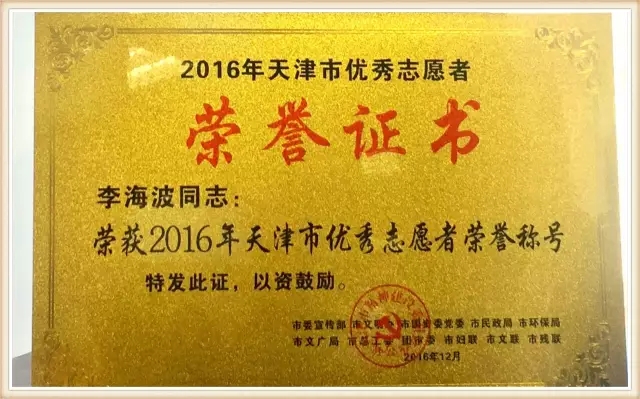 2016年天津市优秀志愿者
荣誉证书
李海波同志：
荣获2016年天津市优秀志愿者荣誉称号
特发此证，以资鼓励。
市委宣传部 市文明办 市国资委党委 市民政局 市环保局
市文广局 市总工会 团市委 市妇联 市文联 市残联
2016年12月